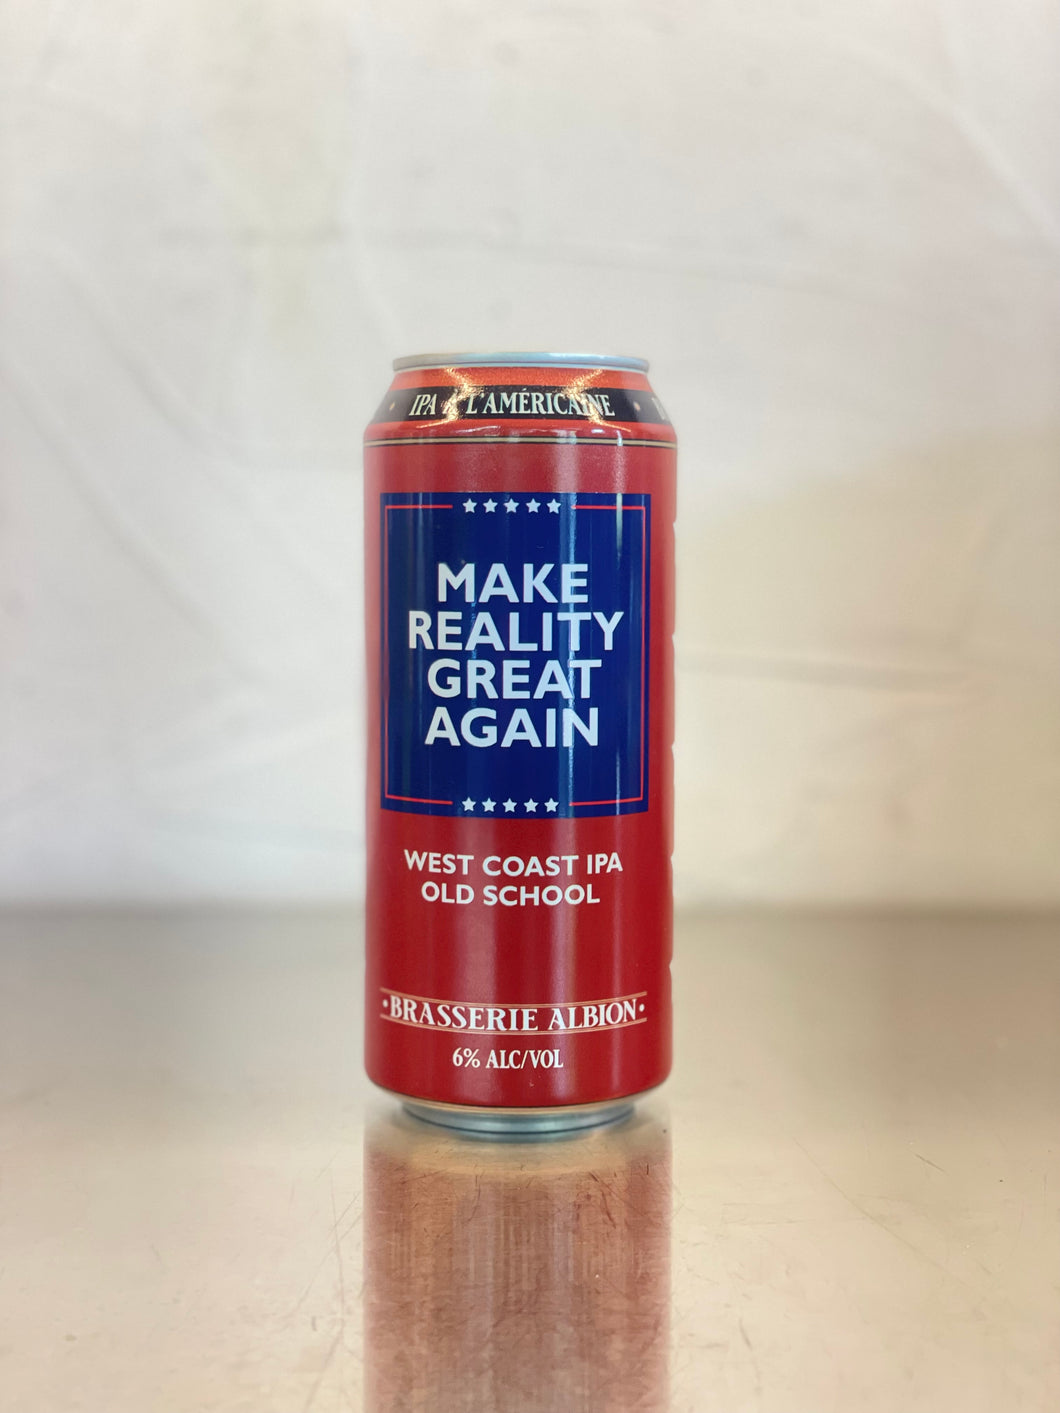 IPA À L'AMÉRICAINE
MAKE
REALITY
GREAT
AGAIN
WEST COAST IPA
OLD SCHOOL
BRASSERIE ALBION
6% ALC/VOL